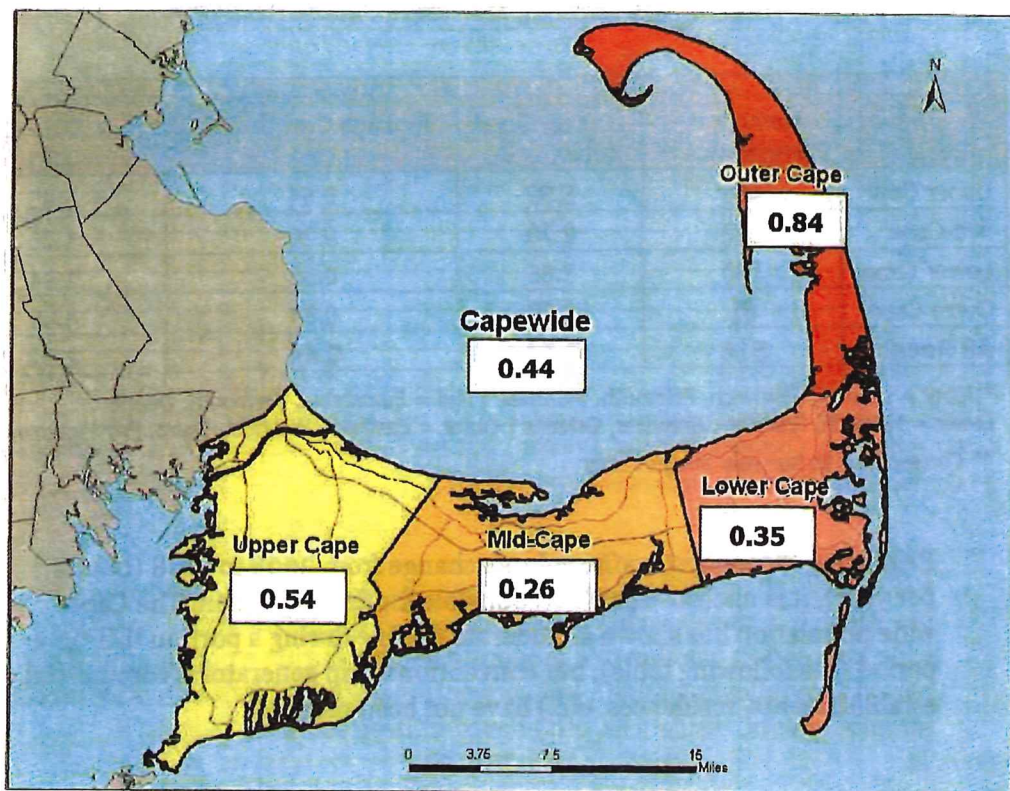 N
Outer Cape
0.84
Capewide
0.44
Lower Cape
0.35
Upper Cape
0.54
Mid-Cape
0.26
0 3.75 7.5 15
Miles